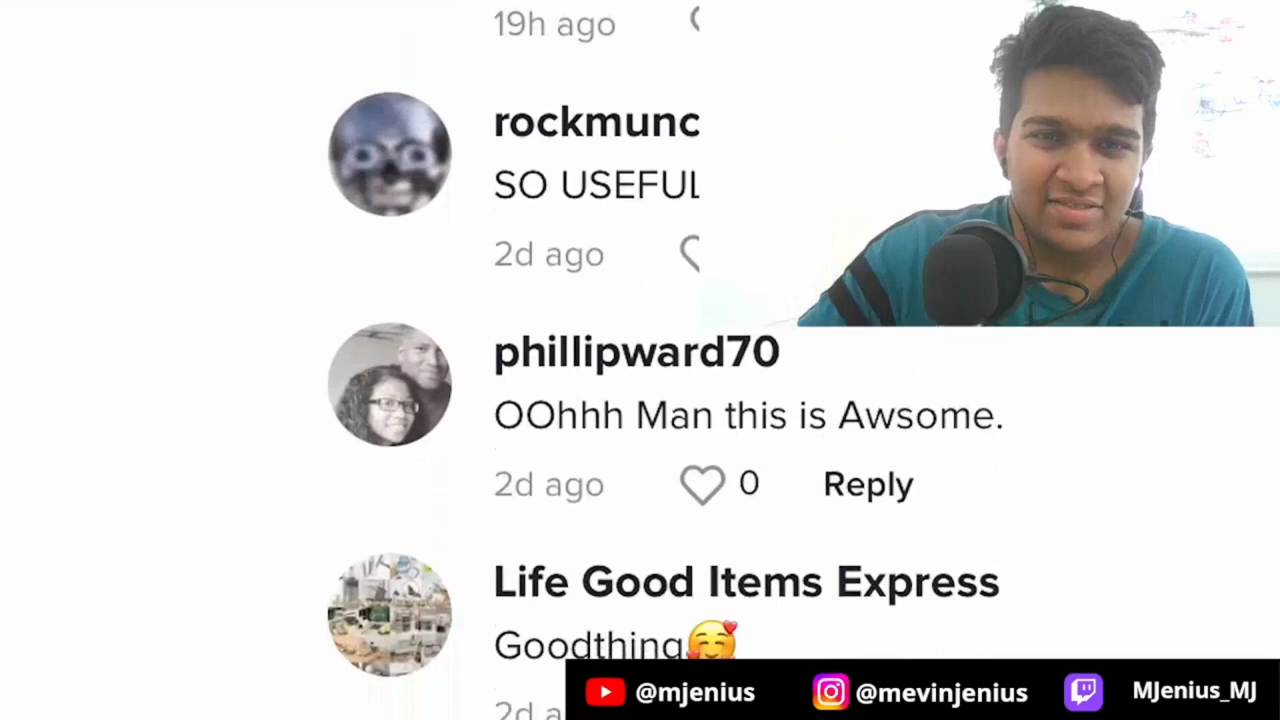 19h ago
rockmunc
SO USEFUL
2d ago
phillipward70
OOhhh Man this is Awsome.
2d ago 0 Reply
Life Good Items Express
Goodthing🥰
2d a
@mjenius @mevinjenius MJenius_MJ